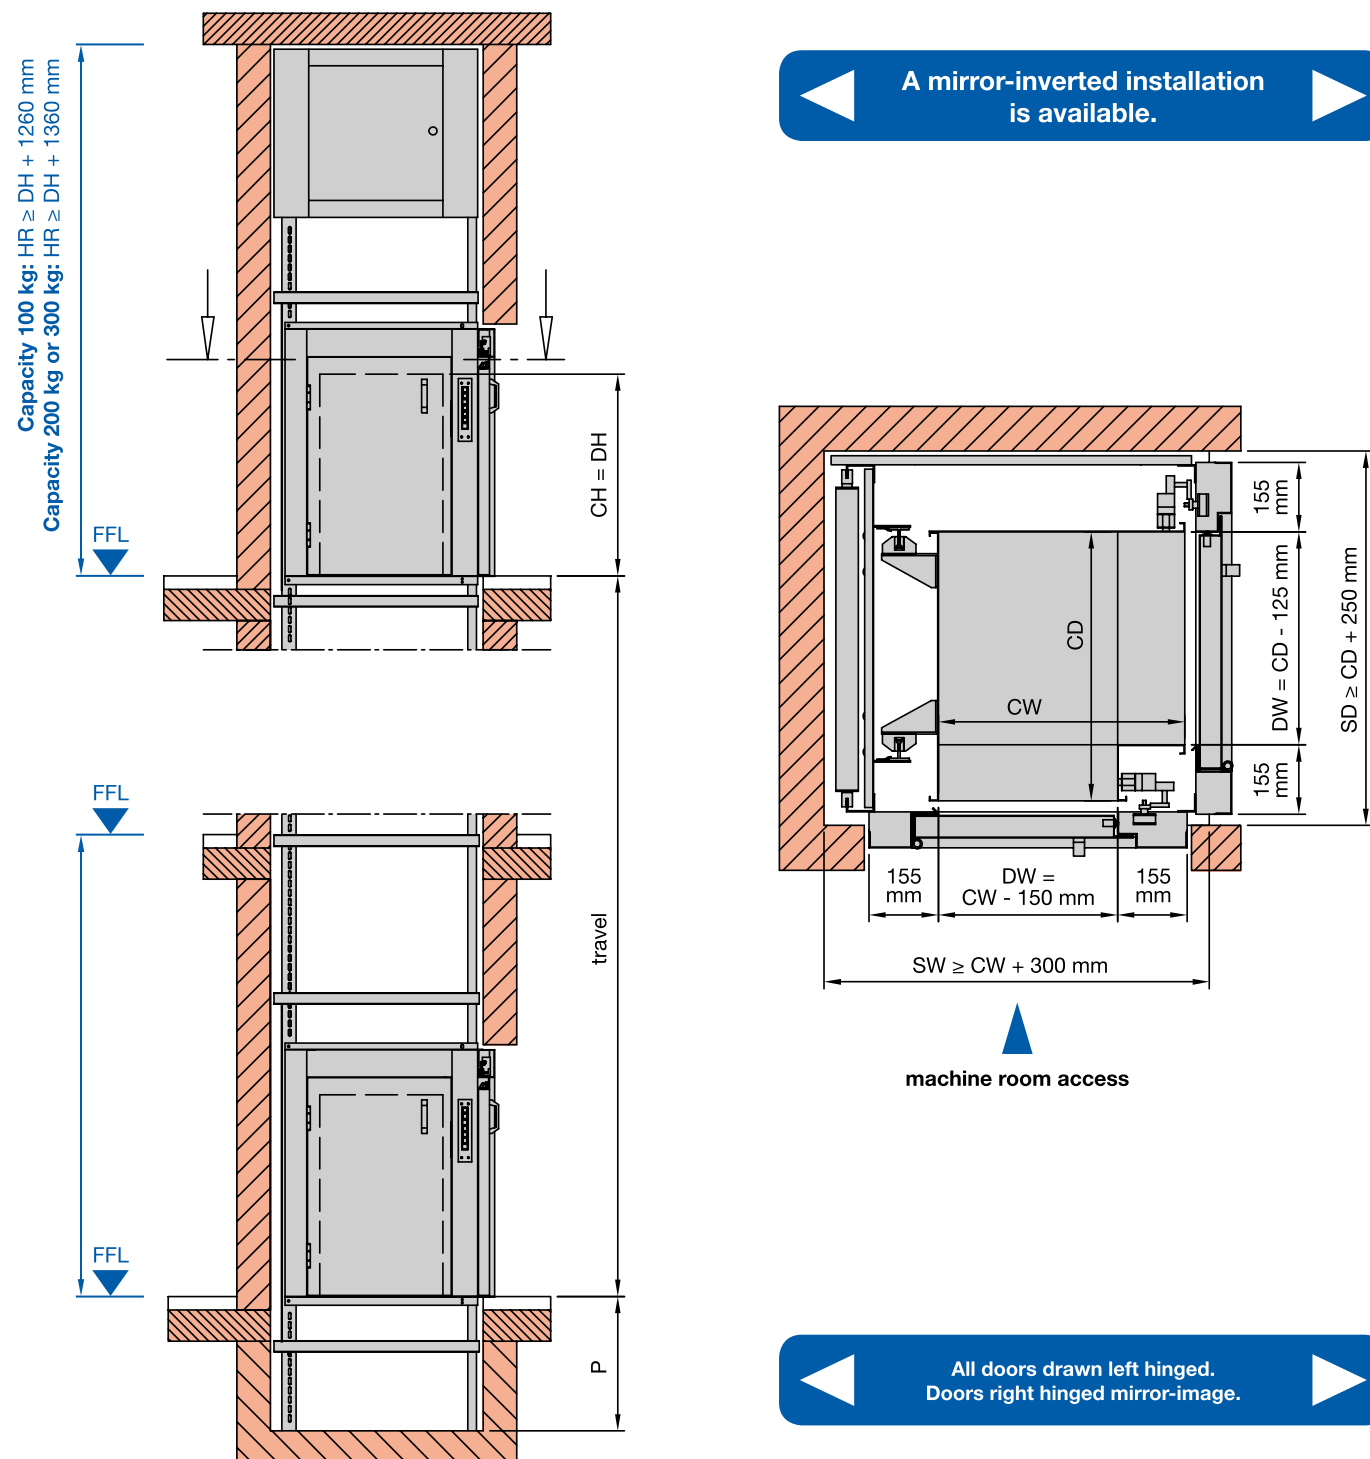 Capacity 100 kg: HR ≥ DH + 1260 mm
Capacity 200 kg or 300 kg: HR ≥ DH + 1360 mm
FFL
CH = DH
FFL
travel
FFL
P
A mirror-inverted installation
is available.
155
mm
DW = CD - 125 mm
SD ≥ CD + 250 mm
CD
CW
155
mm
155
mm
DW =
CW - 150 mm
155
mm
SW ≥ CW + 300 mm
machine room access
All doors drawn left hinged.
Doors right hinged mirror-image.